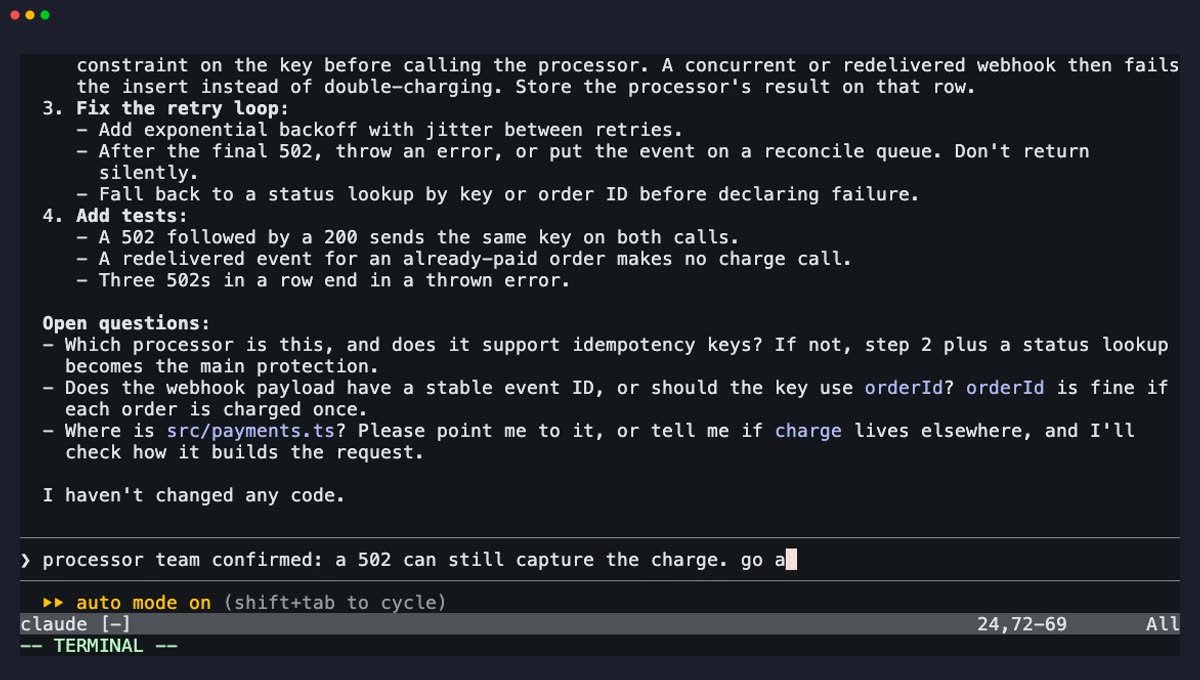 constraint on the key before calling the processor. A concurrent or redelivered webhook then fails
the insert instead of double-charging. Store the processor's result on that row.
3. Fix the retry loop:
– Add exponential backoff with jitter between retries.
– After the final 502, throw an error, or put the event on a reconcile queue. Don't return
silently.
– Fall back to a status lookup by key or order ID before declaring failure.
4. Add tests:
– A 502 followed by a 200 sends the same key on both calls.
– A redelivered event for an already-paid order makes no charge call.
– Three 502s in a row end in a thrown error.
Open questions:
– Which processor is this, and does it support idempotency keys? If not, step 2 plus a status lookup
becomes the main protection.
– Does the webhook payload have a stable event ID, or should the key use orderId? orderId is fine if
each order is charged once.
– Where is src/payments.ts? Please point me to it, or tell me if charge lives elsewhere, and I'll
check how it builds the request.
I haven't changed any code.
❯ processor team confirmed: a 502 can still capture the charge. go a
▸▸ auto mode on (shift+tab to cycle)
claude [-] 24,72-69 All
-- TERMINAL --